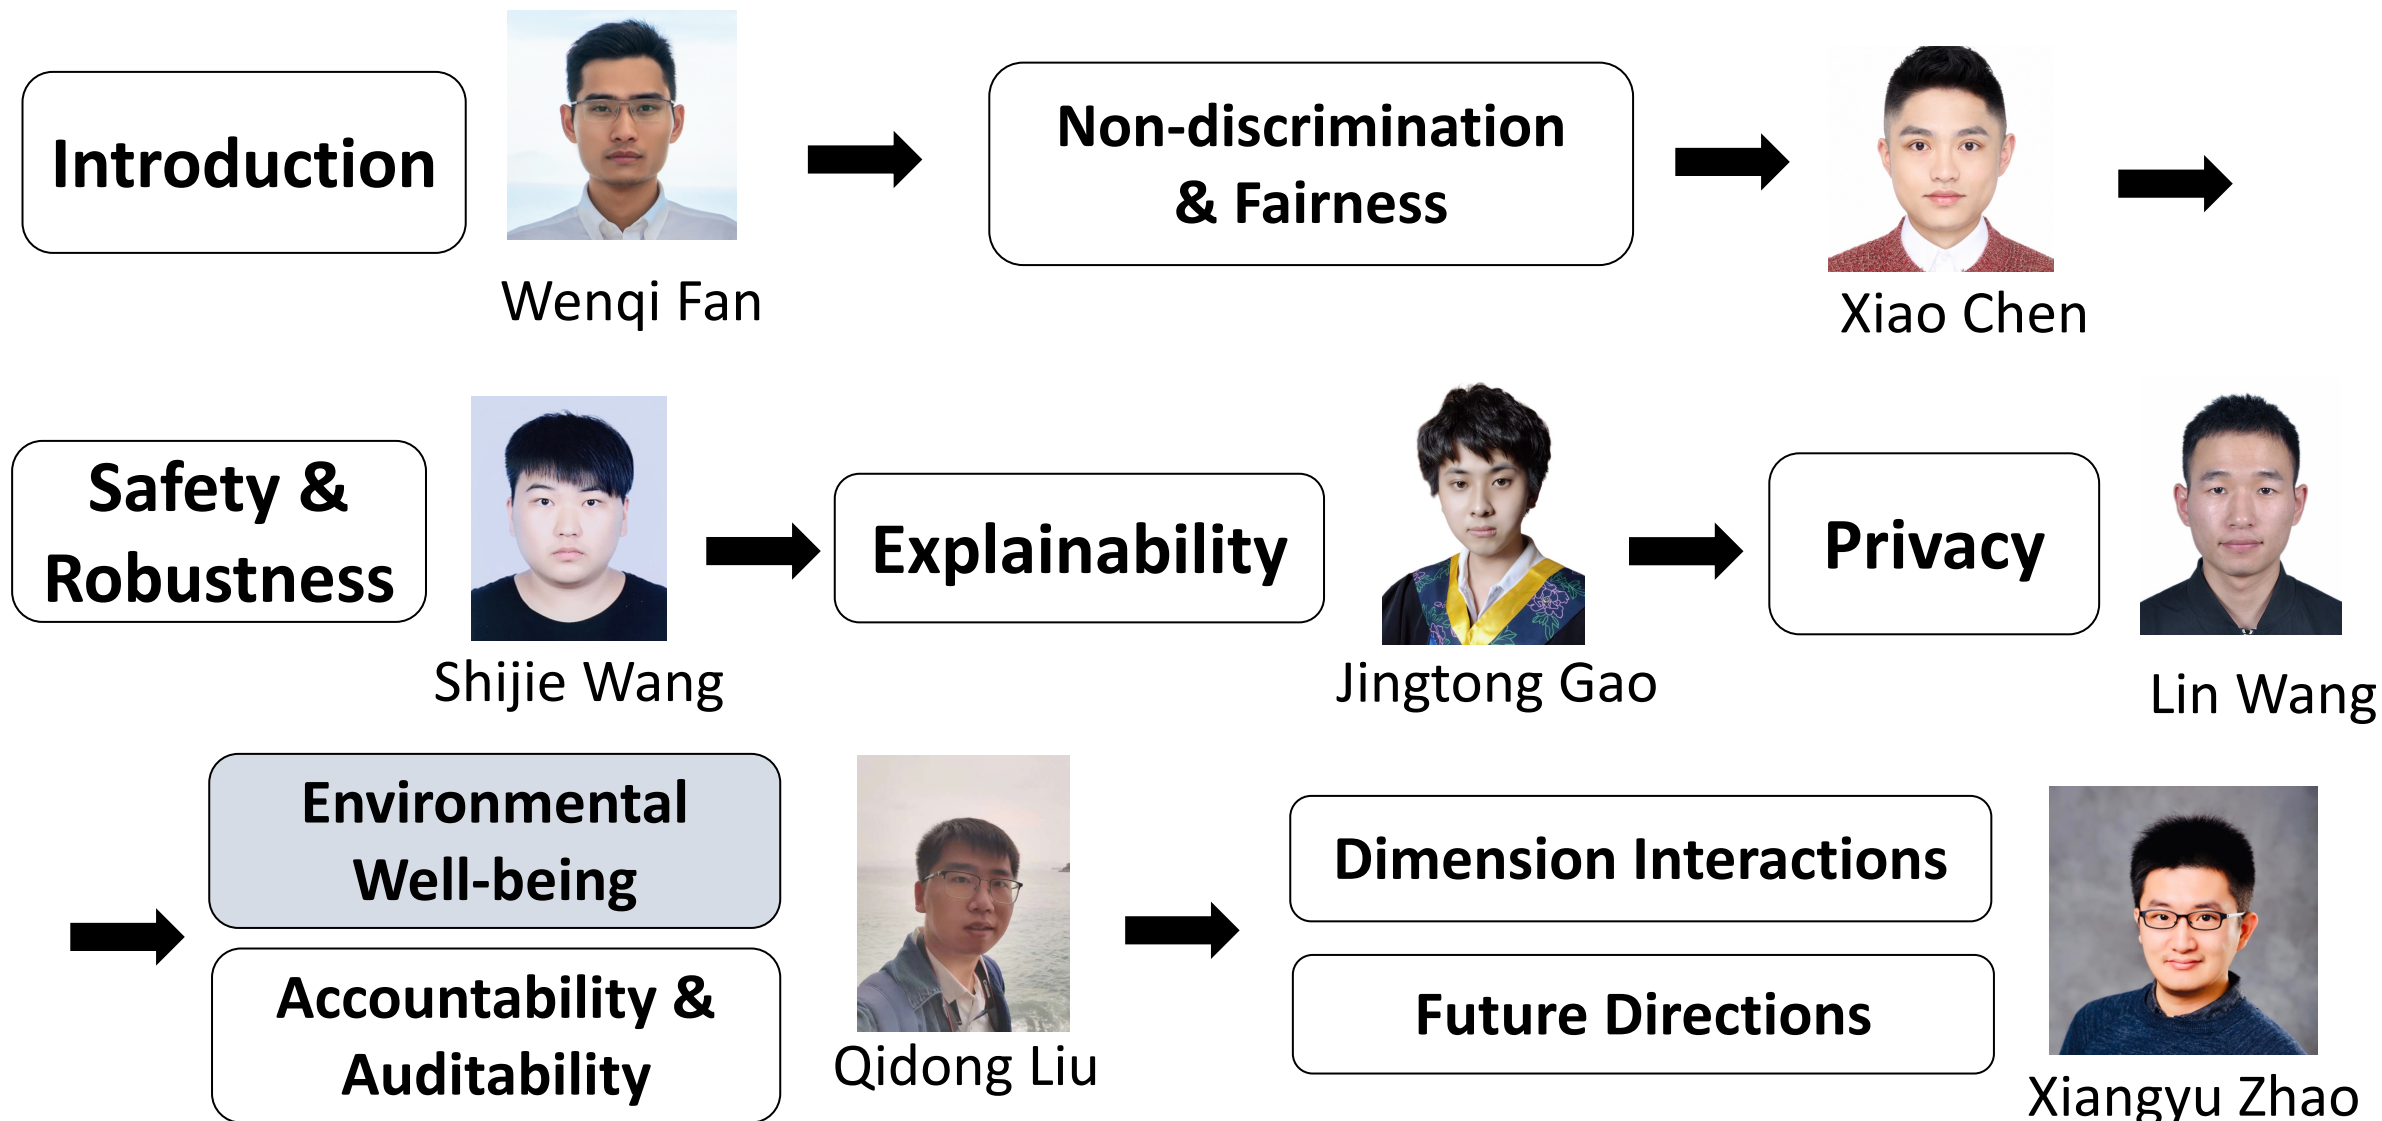 Introduction
Wenqi Fan
Non-discrimination
& Fairness
Xiao Chen
Safety &
Robustness
Shijie Wang
Explainability
Jingtong Gao
Privacy
Lin Wang
Environmental
Well-being
Accountability &
Auditability
Qidong Liu
Dimension Interactions
Future Directions
Xiangyu Zhao